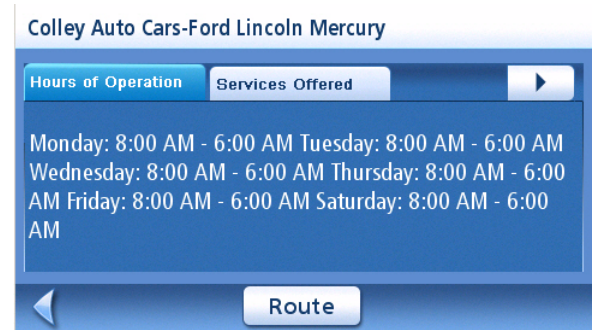 Colley Auto Cars-Ford Lincoln Mercury
Hours of Operation
Services Offered
Monday: 8:00 AM - 6:00 AM Tuesday: 8:00 AM - 6:00 AM
Wednesday: 8:00 AM - 6:00 AM Thursday: 8:00 AM - 6:00
AM Friday: 8:00 AM - 6:00 AM Saturday: 8:00 AM - 6:00
AM
Route